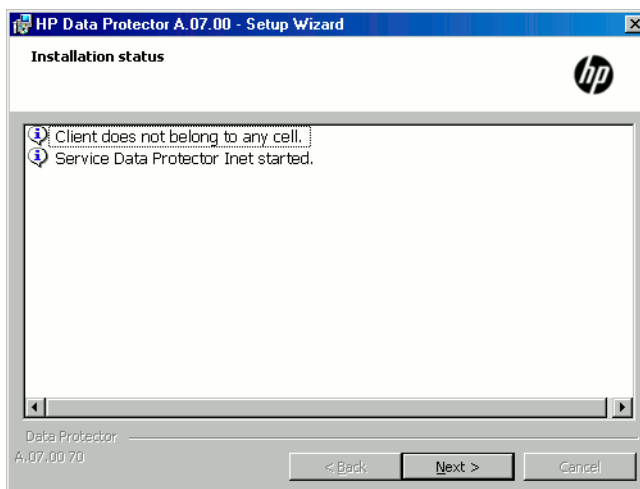 HP Data Protector A.07.00 - Setup Wizard
Installation status
hp
Client does not belong to any cell.
Service Data Protector Inet started.
Data Protector
A.07.00 70
< Back
Next >
Cancel